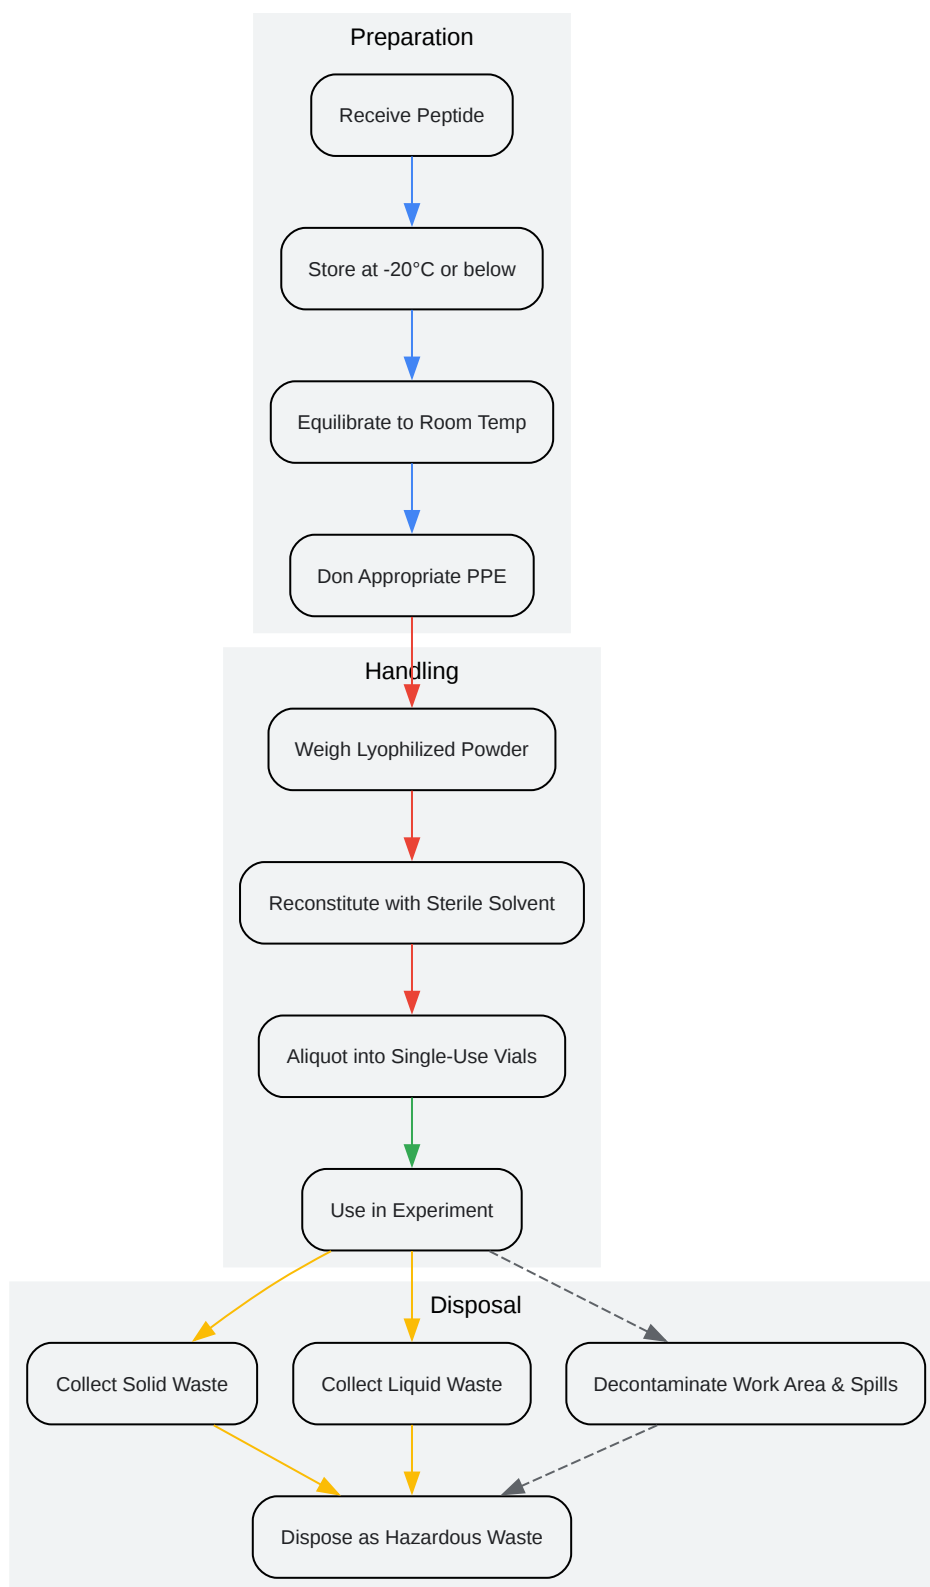 Preparation
Receive Peptide
Store at -20°C or below
Equilibrate to Room Temp
Don Appropriate PPE
Handling
Weigh Lyophilized Powder
Reconstitute with Sterile Solvent
Aliquot into Single-Use Vials
Use in Experiment
Disposal
Collect Solid Waste
Collect Liquid Waste
Decontaminate Work Area & Spills
Dispose as Hazardous Waste